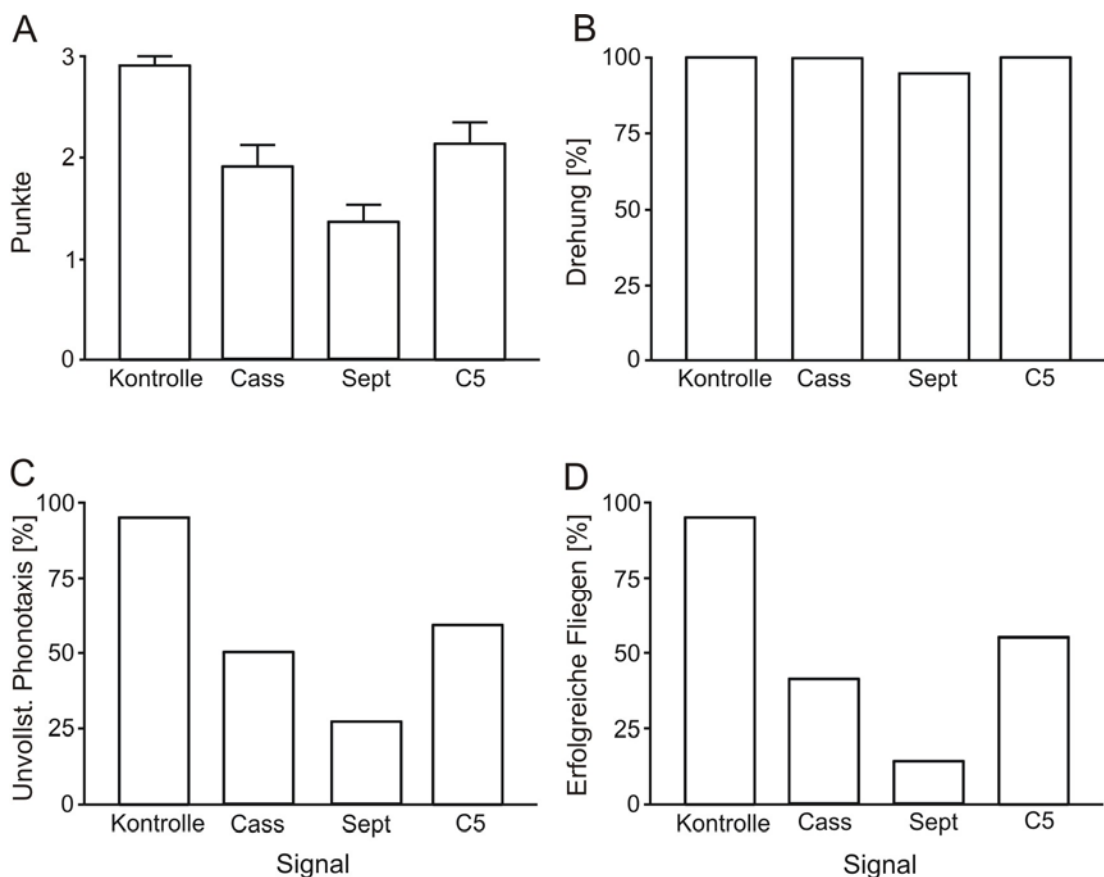 A
Punkte
3
2
1
0
Kontrolle Cass Sept C5
B
Drehung [%]
100
75
50
25
0
Kontrolle Cass Sept C5
C
Unvollst. Phonotaxis [%]
100
75
50
25
0
Kontrolle Cass Sept C5
Signal
D
Erfolgreiche Fliegen [%]
100
75
50
25
0
Kontrolle Cass Sept C5
Signal